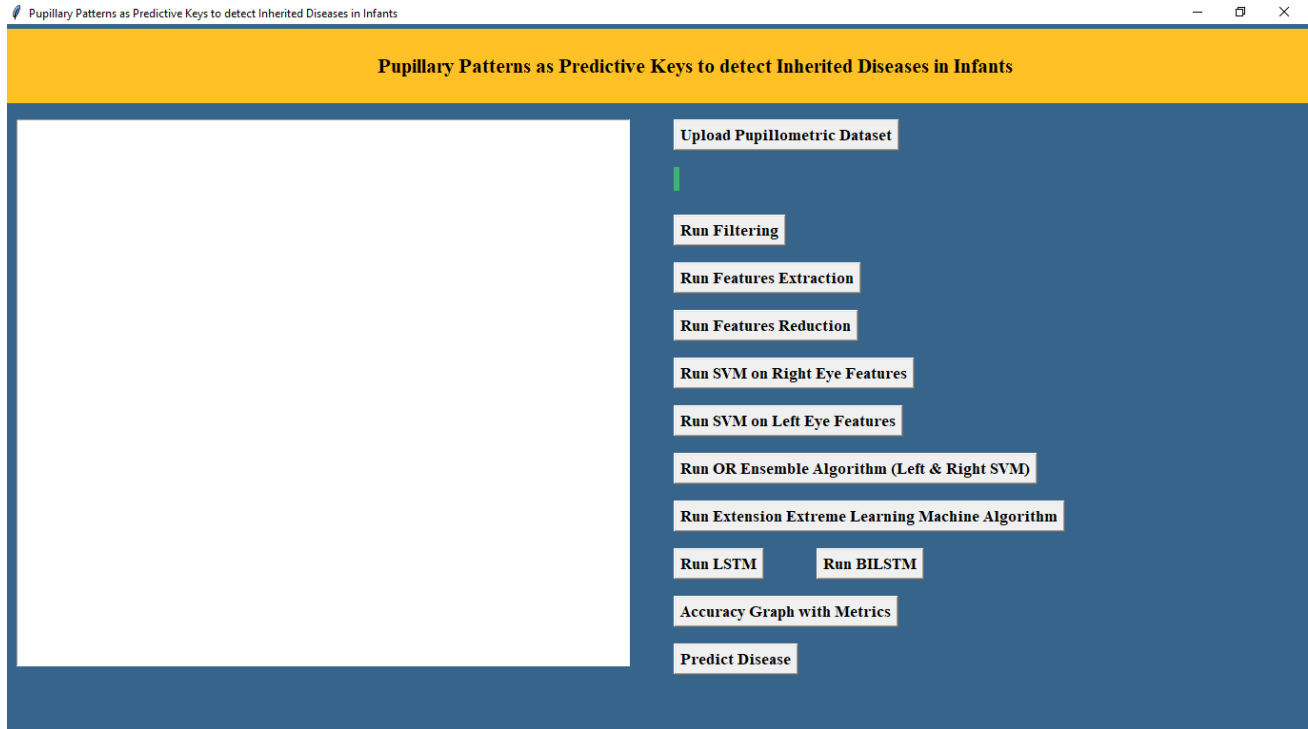 Pupillary Patterns as Predictive Keys to detect Inherited Diseases in Infants
Pupillary Patterns as Predictive Keys to detect Inherited Diseases in Infants
Upload Pupillometric Dataset
Run Filtering
Run Features Extraction
Run Features Reduction
Run SVM on Right Eye Features
Run SVM on Left Eye Features
Run OR Ensemble Algorithm (Left & Right SVM)
Run Extension Extreme Learning Machine Algorithm
Run LSTM Run BILSTM
Accuracy Graph with Metrics
Predict Disease